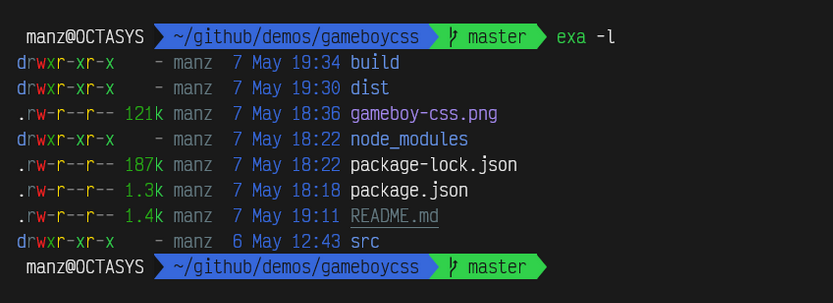 manz@OCTASYS ~/github/demos/gameboycss master exa -l
drwxr-xr-x - manz 7 May 19:34 build
drwxr-xr-x - manz 7 May 19:30 dist
.rw-r--r-- 121k manz 7 May 18:36 gameboy-css.png
drwxr-xr-x - manz 7 May 18:22 node_modules
.rw-r--r-- 187k manz 7 May 18:22 package-lock.json
.rw-r--r-- 1.3k manz 7 May 18:18 package.json
.rw-r--r-- 1.4k manz 7 May 19:11 README.md
drwxr-xr-x - manz 6 May 12:43 src
manz@OCTASYS ~/github/demos/gameboycss master